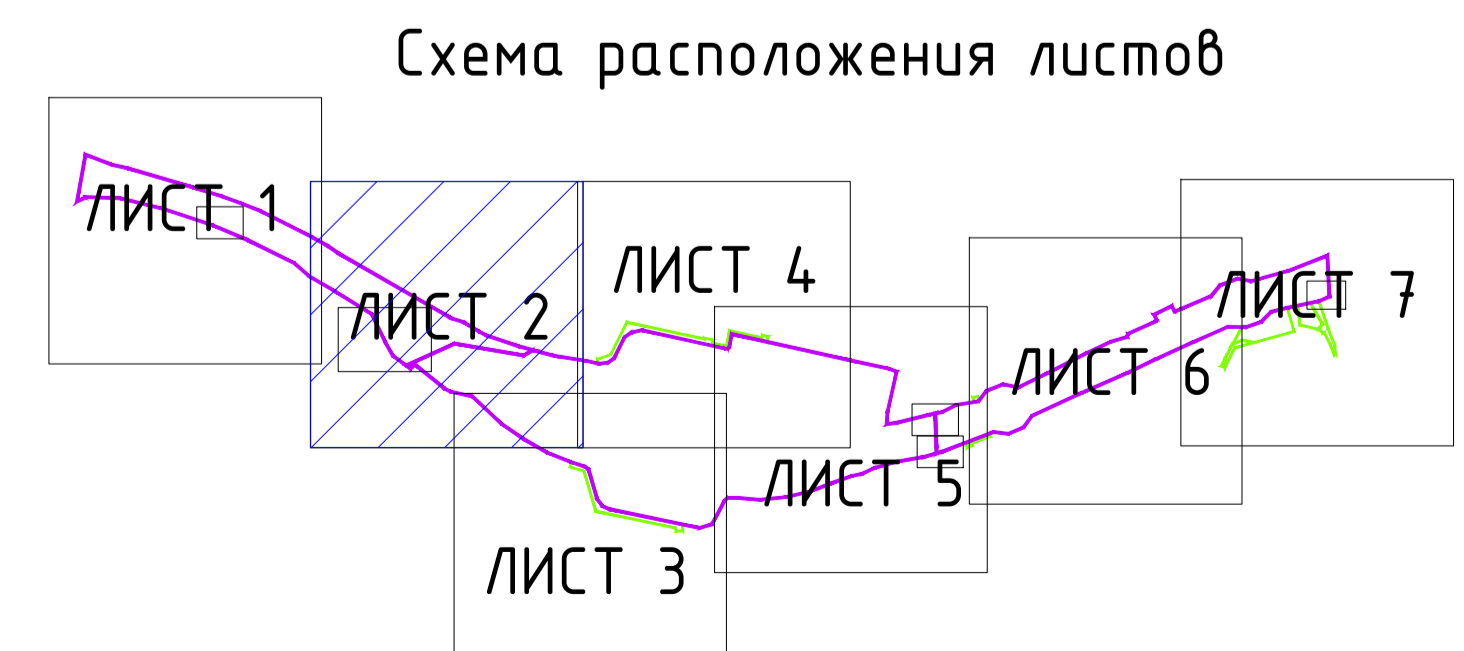 Схема расположения листов
ЛИСТ 1
ЛИСТ 2
ЛИСТ 4
ЛИСТ 7
ЛИСТ 6
ЛИСТ 5
ЛИСТ 3